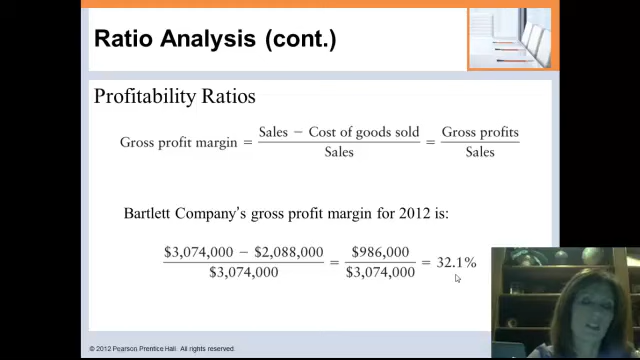 Ratio Analysis (cont.)
Profitability Ratios
Gross profit margin = Sales − Cost of goods sold / Sales = Gross profits / Sales
Bartlett Company's gross profit margin for 2012 is:
$3,074,000 − $2,088,000 / $3,074,000 = $986,000 / $3,074,000 = 32.1%
© 2012 Pearson Prentice Hall. All rights reserved.